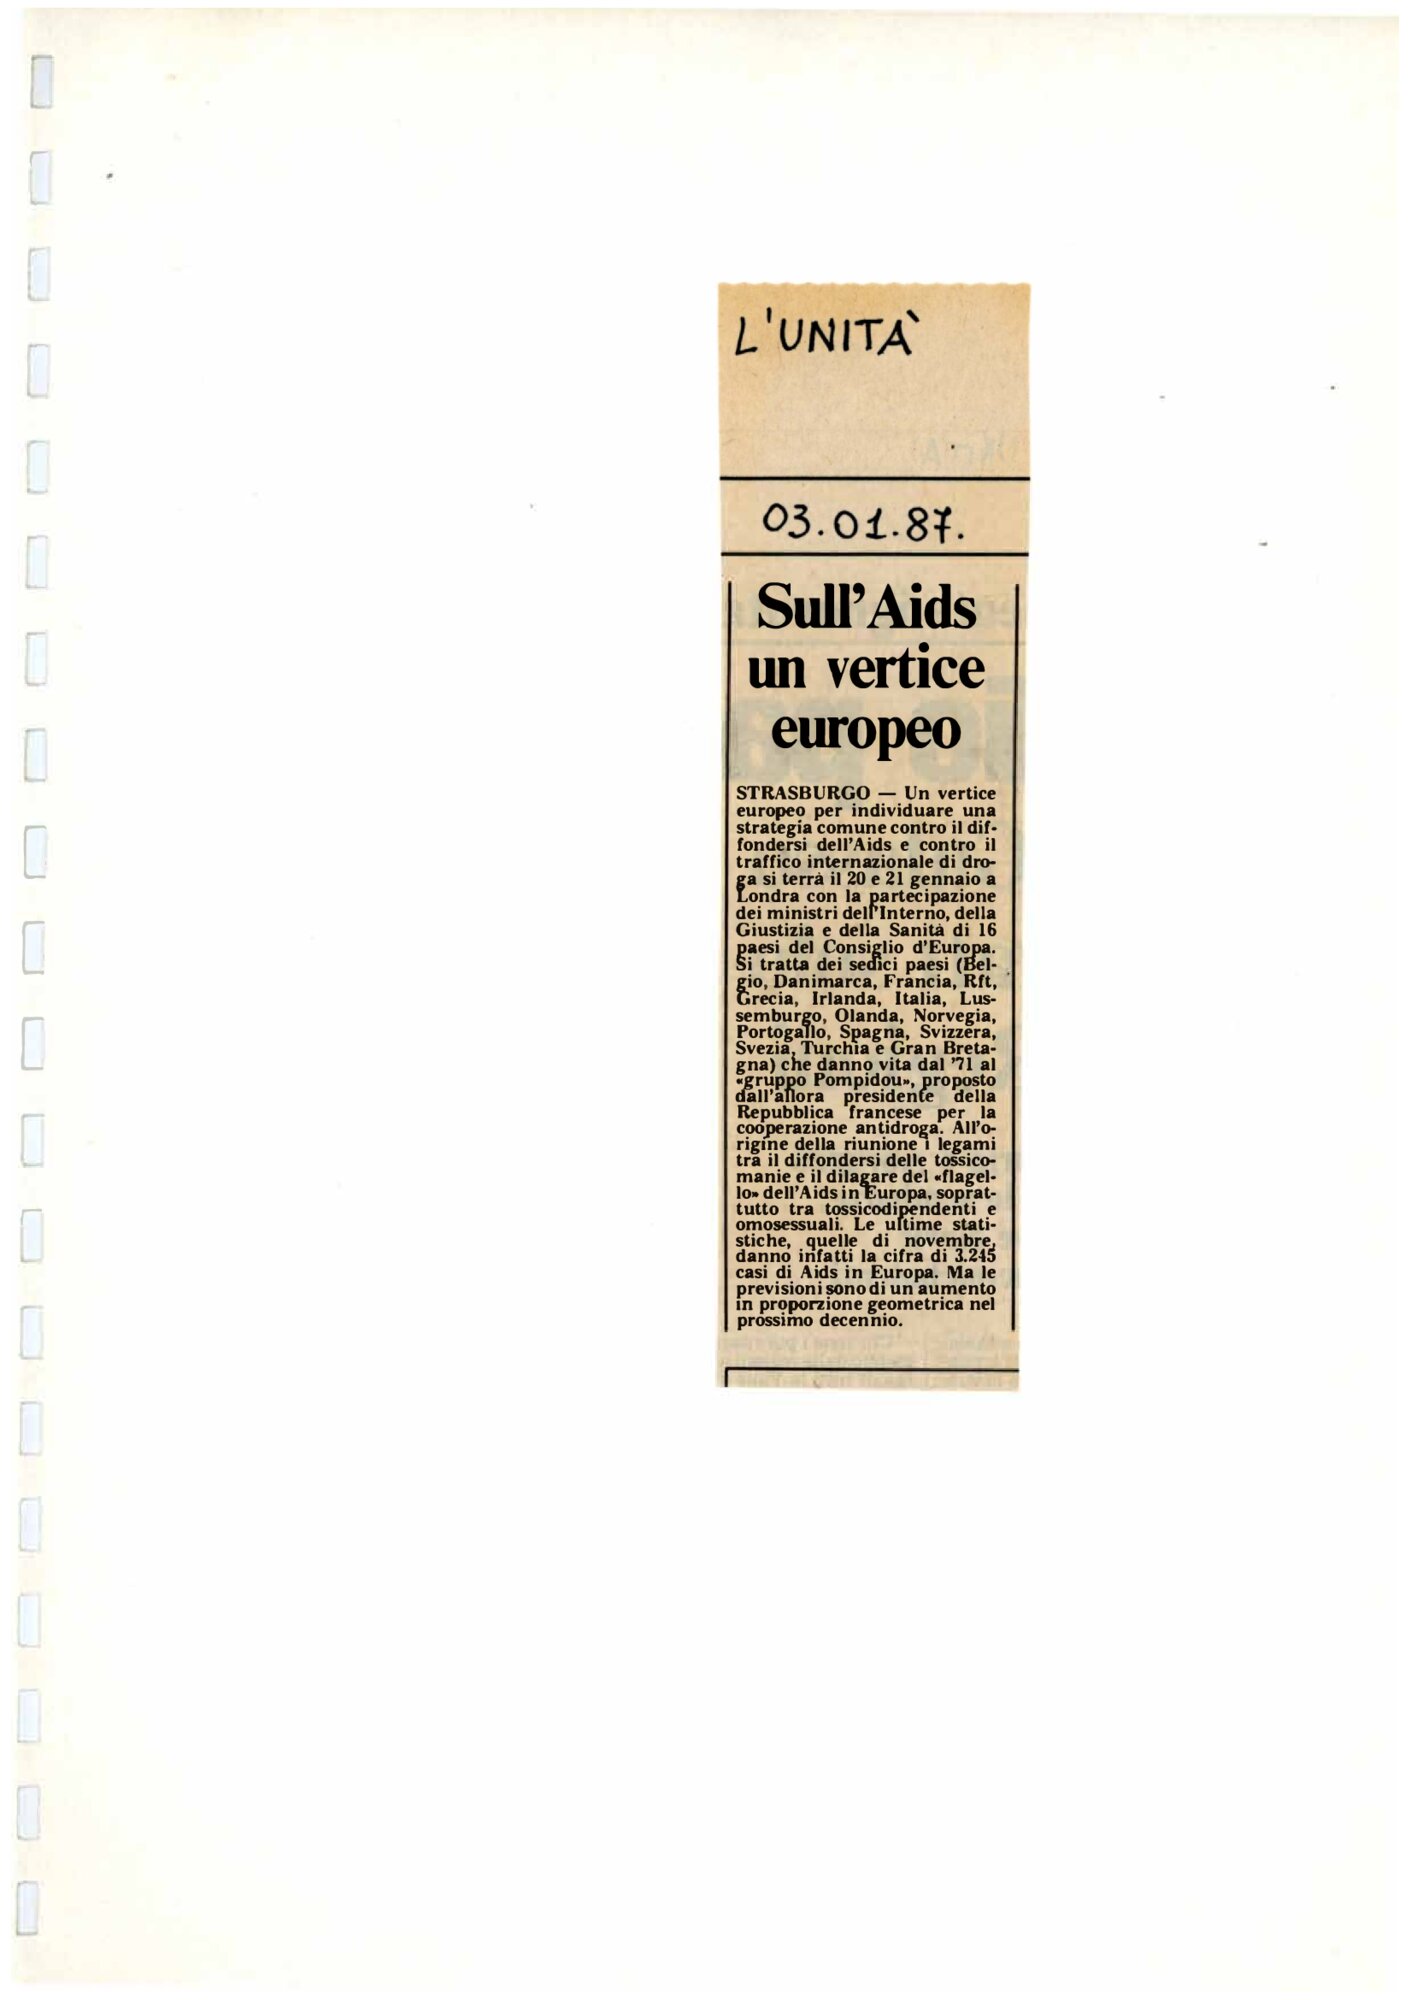 L'UNITÀ
03.01.87.
Sull'Aids
un vertice
europeo
STRASBURGO — Un vertice
europeo per individuare una
strategia comune contro il dif-
fondersi dell'Aids e contro il
traffico internazionale di dro-
ga si terrà il 20 e 21 gennaio a
Londra con la partecipazione
dei ministri dell'Interno, della
Giustizia e della Sanità di 16
paesi del Consiglio d'Europa.
Si tratta dei sedici paesi (Bel-
gio, Danimarca, Francia, Rft,
Grecia, Irlanda, Italia, Lus-
semburgo, Olanda, Norvegia,
Portogallo, Spagna, Svizzera,
Svezia, Turchia e Gran Breta-
gna) che danno vita dal '71 al
«gruppo Pompidou», proposto
dall'allora presidente della
Repubblica francese per la
cooperazione antidroga. All'o-
rigine della riunione i legami
tra il diffondersi delle tossico-
manie e il dilagare del «flagel-
lo» dell'Aids in Europa, soprat-
tutto tra tossicodipendenti e
omosessuali. Le ultime stati-
stiche, quelle di novembre,
danno infatti la cifra di 3.245
casi di Aids in Europa. Ma le
previsioni sono di un aumento
in proporzione geometrica nel
prossimo decennio.